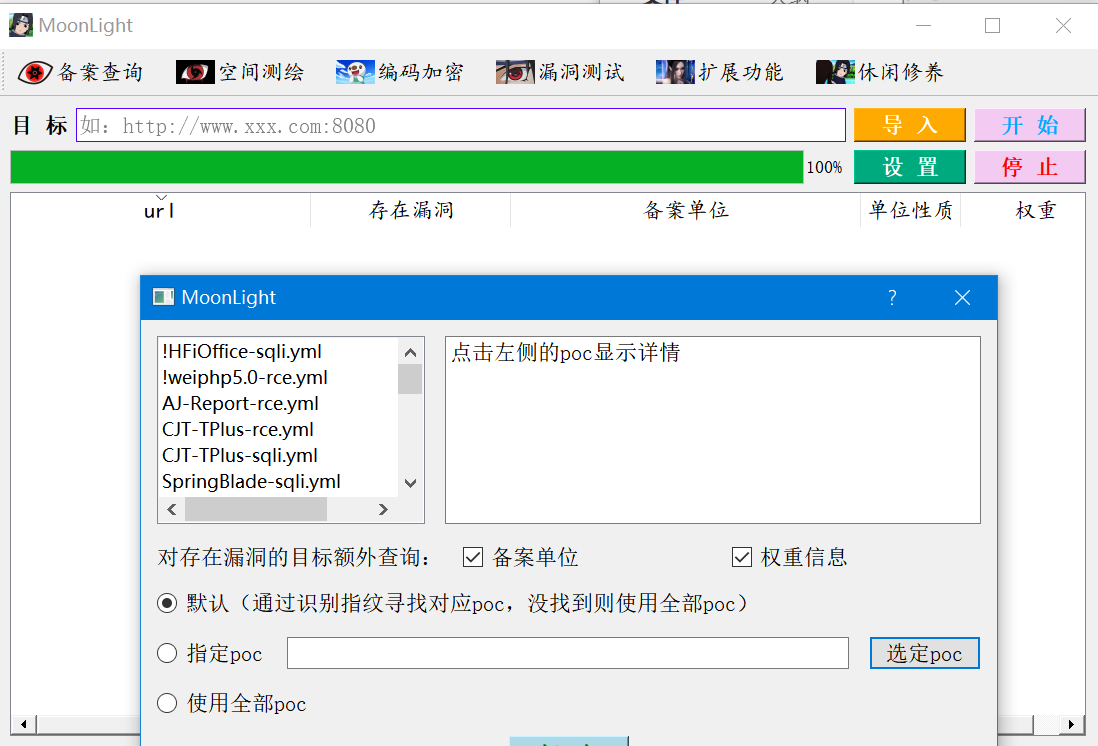 MoonLight
备案查询 空间测绘 编码加密 漏洞测试 扩展功能 休闲修养
目 标 如: http://www.xxx.com:8080 导 入 开 始
100% 设 置 停 止
url 存在漏洞 备案单位 单位性质 权重
MoonLight ?
!HFiOffice-sqli.yml
!weiphp5.0-rce.yml
AJ-Report-rce.yml
CJT-TPlus-rce.yml
CJT-TPlus-sqli.yml
SpringBlade-sqli.yml
点击左侧的poc显示详情
对存在漏洞的目标额外查询: 备案单位 权重信息
默认（通过识别指纹寻找对应poc，没找到则使用全部poc）
指定poc 选定poc
使用全部poc